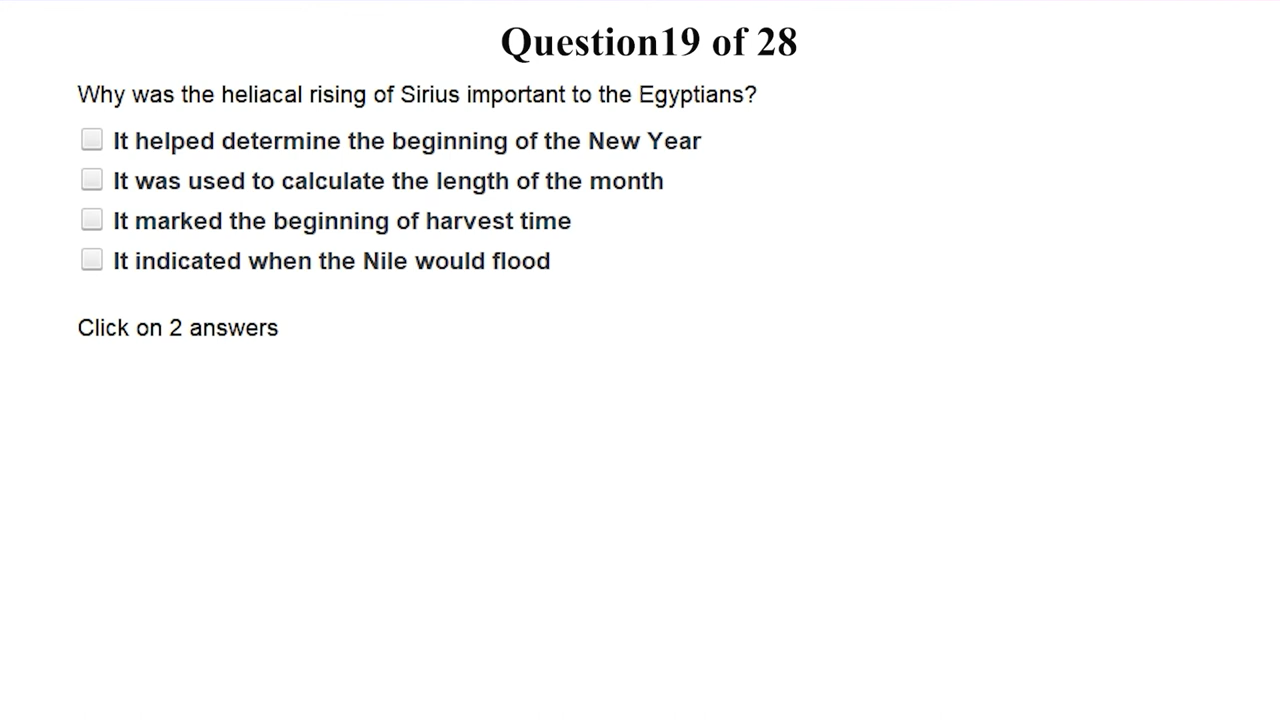 Question19 of 28
Why was the heliacal rising of Sirius important to the Egyptians?
It helped determine the beginning of the New Year
It was used to calculate the length of the month
It marked the beginning of harvest time
It indicated when the Nile would flood
Click on 2 answers